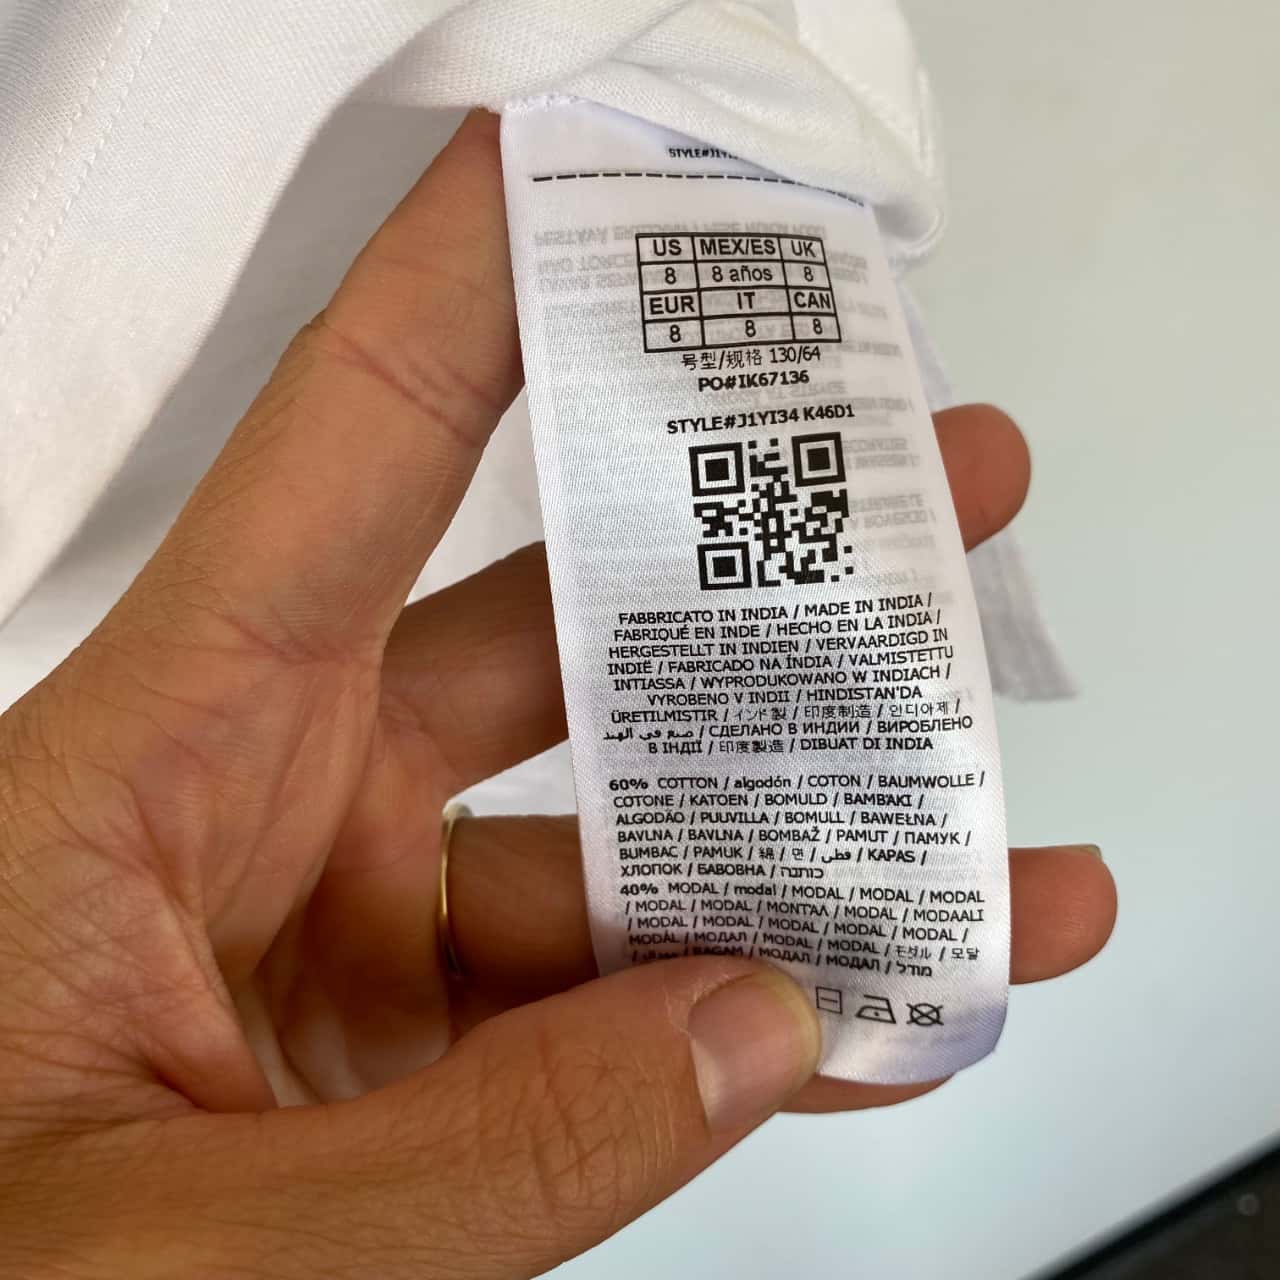 STYLE#J1YI
US MEX/ES UK
8 8 años 8
EUR IT CAN
8 8 8
号型/规格 130/64
PO#IK67136
STYLE#J1YI34 K46D1
FABBRICATO IN INDIA / MADE IN INDIA /
FABRIQUÉ EN INDE / HECHO EN LA INDIA /
HERGESTELLT IN INDIEN / VERVAARDIGD IN
INDIË / FABRICADO NA ÍNDIA / VALMISTETTU
INTIASSA / WYPRODUKOWANO W INDIACH /
VYROBENO V INDII / HINDISTAN'DA
ÜRETILMISTIR / インド製 / 印度制造 / 인디아제 /
صنع في الهند / СДЕЛАНО В ИНДИИ / ВИРОБЛЕНО
В ІНДІЇ / 印度製造 / DIBUAT DI INDIA
60% COTTON / algodón / COTON / BAUMWOLLE /
COTONE / KATOEN / BOMULD / ΒΑΜΒΑΚΙ /
ALGODÃO / PUUVILLA / BOMULL / BAWEŁNA /
BAVLNA / BAVLNA / BOMBAŽ / PAMUT / ПАМУК /
BUMBAC / PAMUK / 綿 / 면 / قطن / KAPAS /
ХЛОПОК / БАВОВНА / כותנה
40% MODAL / modal / MODAL / MODAL / MODAL
/ MODAL / MODAL / ΜΟΝΤΑΛ / MODAL / MODAALI
/ MODAL / MODAL / MODAL / MODAL / MODAL /
MODÁL / МОДАЛ / MODAL / MODAL / モダル / 모달
/ مودال / RAGAM / МОДАЛ / МОДАЛ / מודל